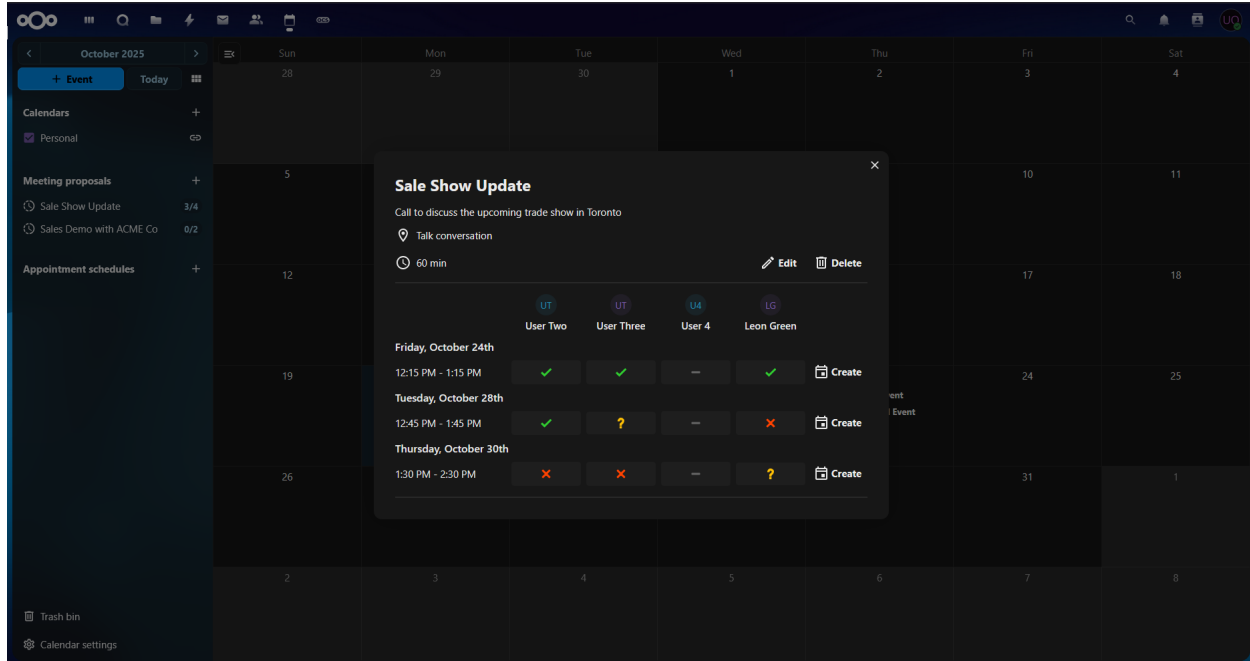 UO
October 2025
+ Event
Today
Calendars
Personal
Meeting proposals
Sale Show Update 3/4
Sales Demo with ACME Co 0/2
Appointment schedules
Trash bin
Calendar settings
Sun Mon Tue Wed Thu Fri Sat
28 29 30 1 2 3 4
5 10 11
12 17 18
19 24 25
ent
Event
26 31 1
2 3 4 5 6 7 8
Sale Show Update
Call to discuss the upcoming trade show in Toronto
Talk conversation
60 min
Edit Delete
UT UT U4 LG
User Two User Three User 4 Leon Green
Friday, October 24th
12:15 PM - 1:15 PM Create
Tuesday, October 28th
12:45 PM - 1:45 PM ? Create
Thursday, October 30th
1:30 PM - 2:30 PM ? Create